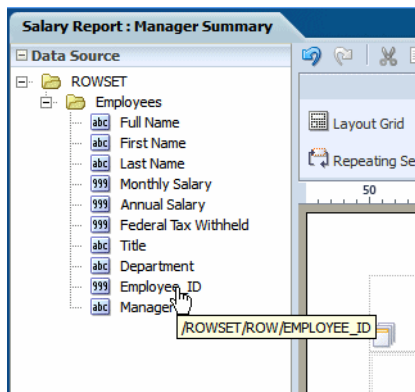 Salary Report : Manager Summary
Data Source
ROWSET
Employees
abc Full Name
abc First Name
abc Last Name
999 Monthly Salary
999 Annual Salary
999 Federal Tax Withheld
abc Title
abc Department
999 Employee_ID
abc Manager
/ROWSET/ROW/EMPLOYEE_ID
Layout Grid
Repeating Se
50